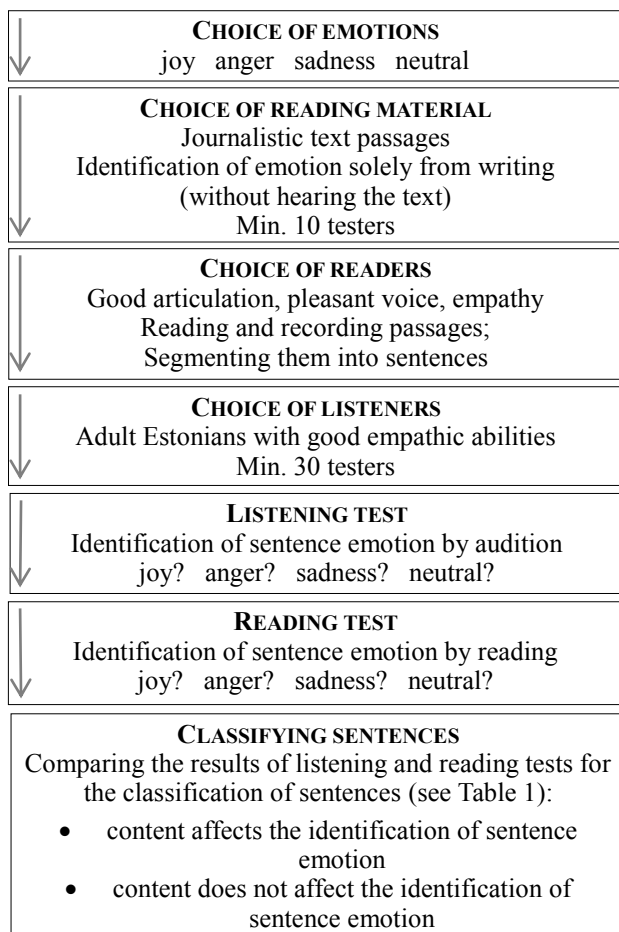 CHOICE OF EMOTIONS
joy anger sadness neutral
CHOICE OF READING MATERIAL
Journalistic text passages
Identification of emotion solely from writing
(without hearing the text)
Min. 10 testers
CHOICE OF READERS
Good articulation, pleasant voice, empathy
Reading and recording passages;
Segmenting them into sentences
CHOICE OF LISTENERS
Adult Estonians with good empathic abilities
Min. 30 testers
LISTENING TEST
Identification of sentence emotion by audition
joy? anger? sadness? neutral?
READING TEST
Identification of sentence emotion by reading
joy? anger? sadness? neutral?
CLASSIFYING SENTENCES
Comparing the results of listening and reading tests for
the classification of sentences (see Table 1):
• content affects the identification of sentence
emotion
• content does not affect the identification of
sentence emotion